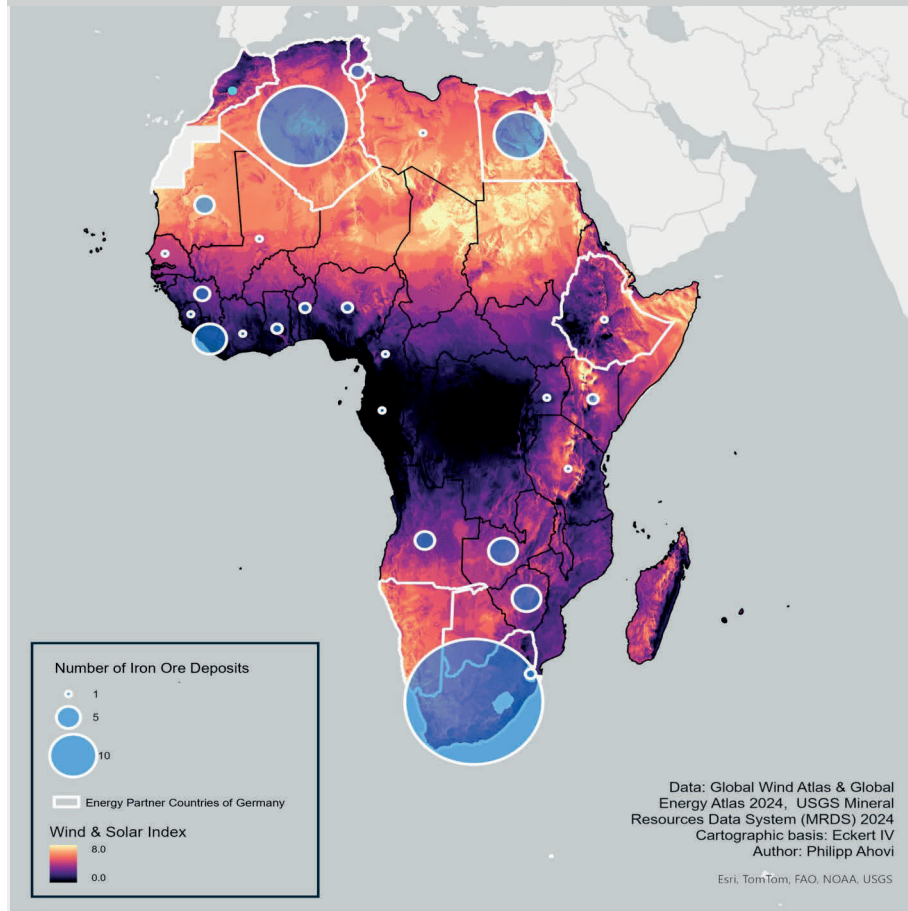 Number of Iron Ore Deposits
1
5
10
Energy Partner Countries of Germany
Wind & Solar Index
8.0
0.0
Data: Global Wind Atlas & Global
Energy Atlas 2024, USGS Mineral
Resources Data System (MRDS) 2024
Cartographic basis: Eckert IV
Author: Philipp Ahovi
Esri, TomTom, FAO, NOAA, USGS